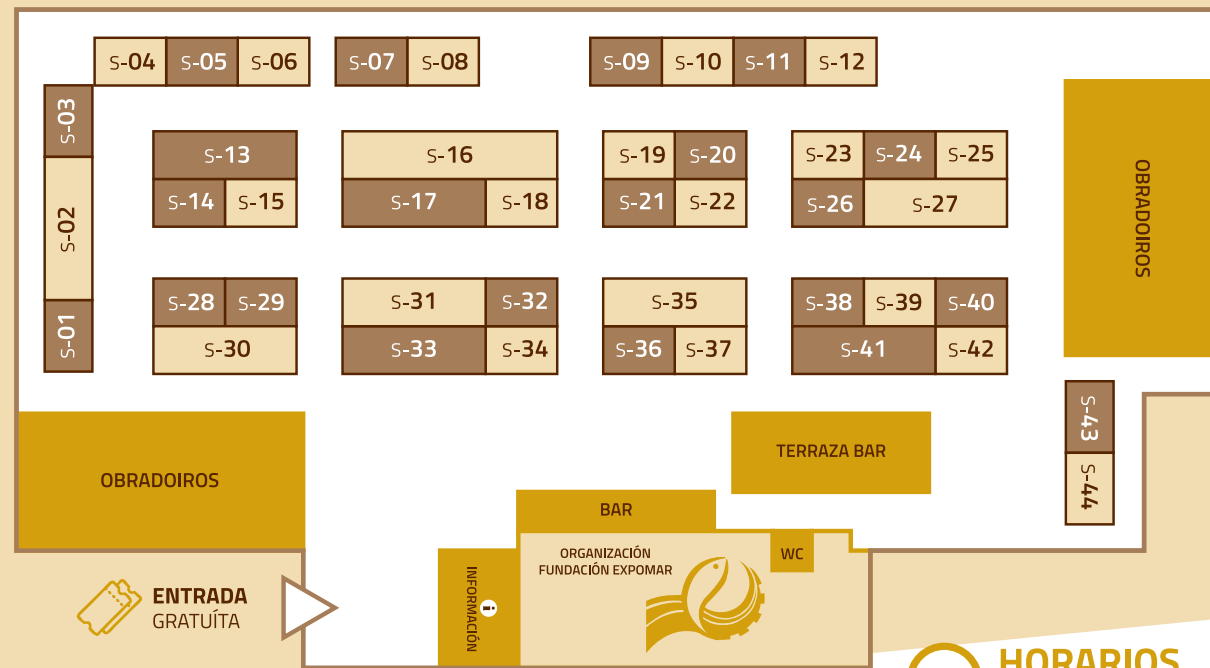 S-04
S-05
S-06
S-07
S-08
S-09
S-10
S-11
S-12
S-03
S-02
S-01
S-13
S-14
S-15
S-16
S-17
S-18
S-19
S-20
S-21
S-22
S-23
S-24
S-25
S-26
S-27
OBRADOIROS
S-28
S-29
S-30
S-31
S-32
S-33
S-34
S-35
S-36
S-37
S-38
S-39
S-40
S-41
S-42
S-43
S-44
OBRADOIROS
TERRAZA BAR
BAR
ORGANIZACIÓN
FUNDACIÓN EXPOMAR
WC
INFORMACIÓN
i
ENTRADA
GRATUÍTA
HORARIOS